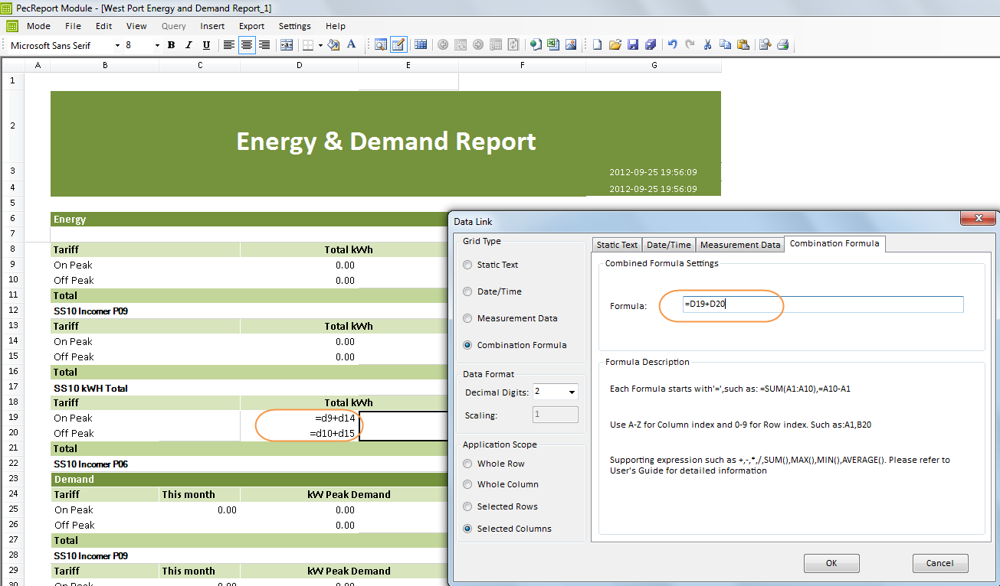 PecReport Module - [West Port Energy and Demand Report_1]
Mode File Edit View Query Insert Export Settings Help
Microsoft Sans Serif 8 B I U A
A B C D E F G
1
2 Energy & Demand Report
3 2012-09-25 19:56:09
4 2012-09-25 19:56:09
5
6 Energy
7
8 Tariff Total kWh
9 On Peak 0.00
10 Off Peak 0.00
11 Total
12 SS10 Incomer P09
13 Tariff Total kWh
14 On Peak 0.00
15 Off Peak 0.00
16 Total
17 SS10 kWH Total
18 Tariff Total kWh
19 On Peak =d9+d14
20 Off Peak =d10+d15
21 Total
22 SS10 Incomer P06
23 Demand
24 Tariff This month kW Peak Demand
25 On Peak 0.00 0.00
26 Off Peak 0.00
27 Total
28 SS10 Incomer P09
29 Tariff This month kW Peak Demand
30 On Peak 0.00 0.00
Data Link
Grid Type
Static Text
Date/Time
Measurement Data
Combination Formula
Data Format
Decimal Digits: 2
Scaling: 1
Application Scope
Whole Row
Whole Column
Selected Rows
Selected Columns
Static Text Date/Time Measurement Data Combination Formula
Combined Formula Settings
Formula: =D19+D20
Formula Description
Each Formula starts with'=',such as: =SUM(A1:A10),=A10-A1
Use A-Z for Column index and 0-9 for Row index. Such as:A1,B20
Supporting expression such as +,-,*,/,SUM(),MAX(),MIN(),AVERAGE(). Please refer to
User's Guide for detailed information
OK Cancel